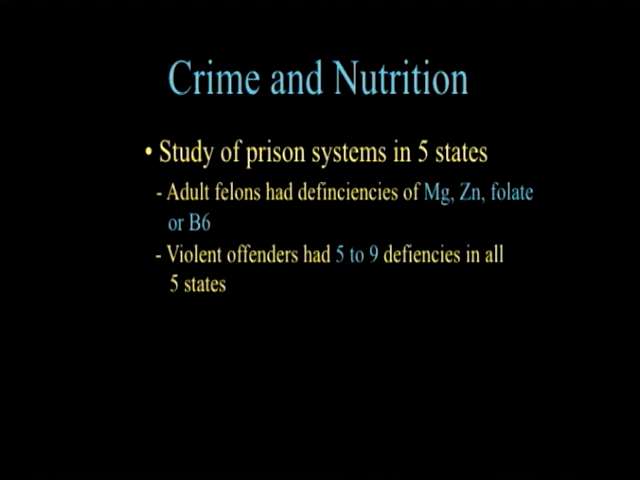 Crime and Nutrition
• Study of prison systems in 5 states
- Adult felons had definciencies of Mg, Zn, folate
or B6
- Violent offenders had 5 to 9 defiencies in all
5 states